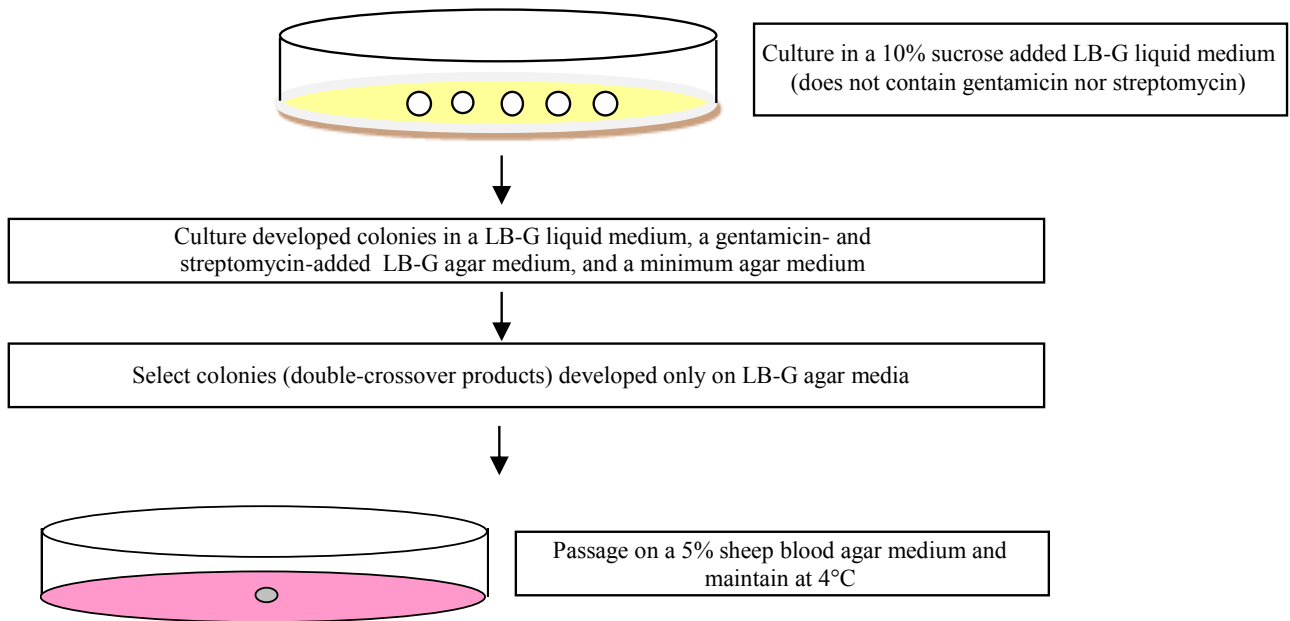 Culture in a 10% sucrose added LB-G liquid medium
(does not contain gentamicin nor streptomycin)
Culture developed colonies in a LB-G liquid medium, a gentamicin- and
streptomycin-added LB-G agar medium, and a minimum agar medium
Select colonies (double-crossover products) developed only on LB-G agar media
Passage on a 5% sheep blood agar medium and
maintain at 4°C